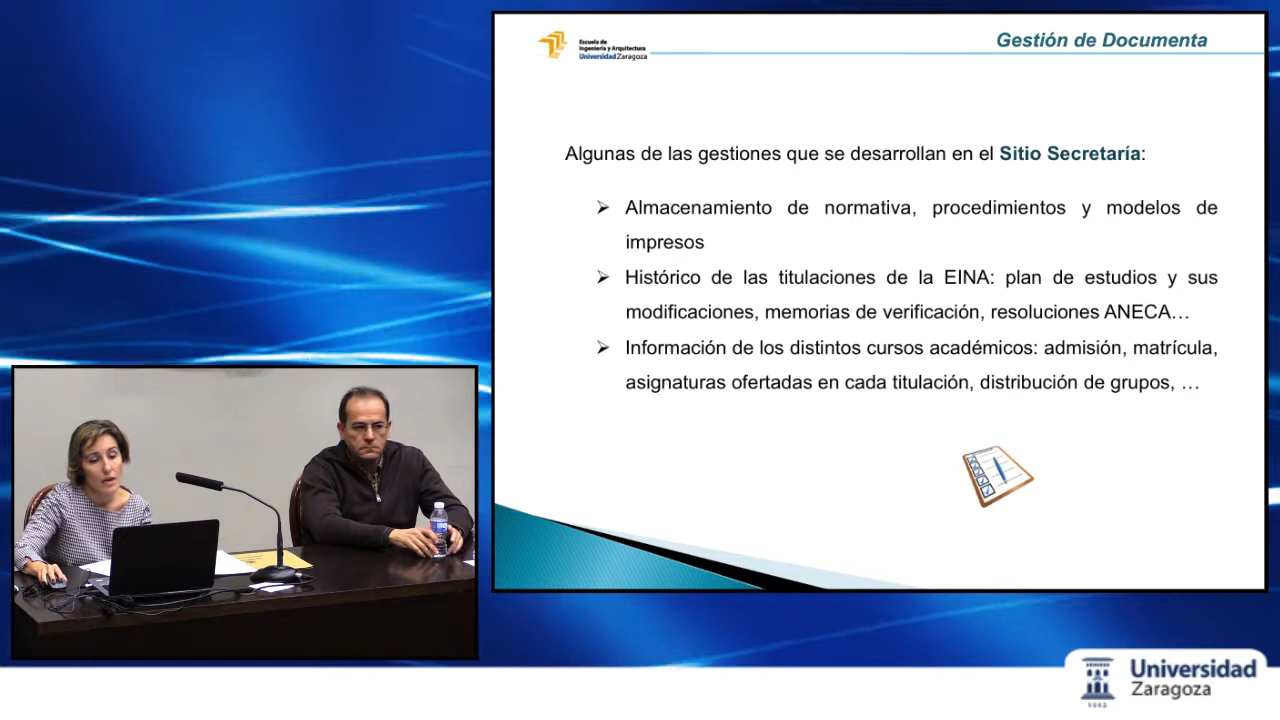 Escuela de
Ingeniería y Arquitectura
Universidad Zaragoza
Gestión de Documenta
Algunas de las gestiones que se desarrollan en el Sitio Secretaría:
Almacenamiento de normativa, procedimientos y modelos de
impresos
Histórico de las titulaciones de la EINA: plan de estudios y sus
modificaciones, memorias de verificación, resoluciones ANECA…
Información de los distintos cursos académicos: admisión, matrícula,
asignaturas ofertadas en cada titulación, distribución de grupos, …
Universidad
Zaragoza
1542